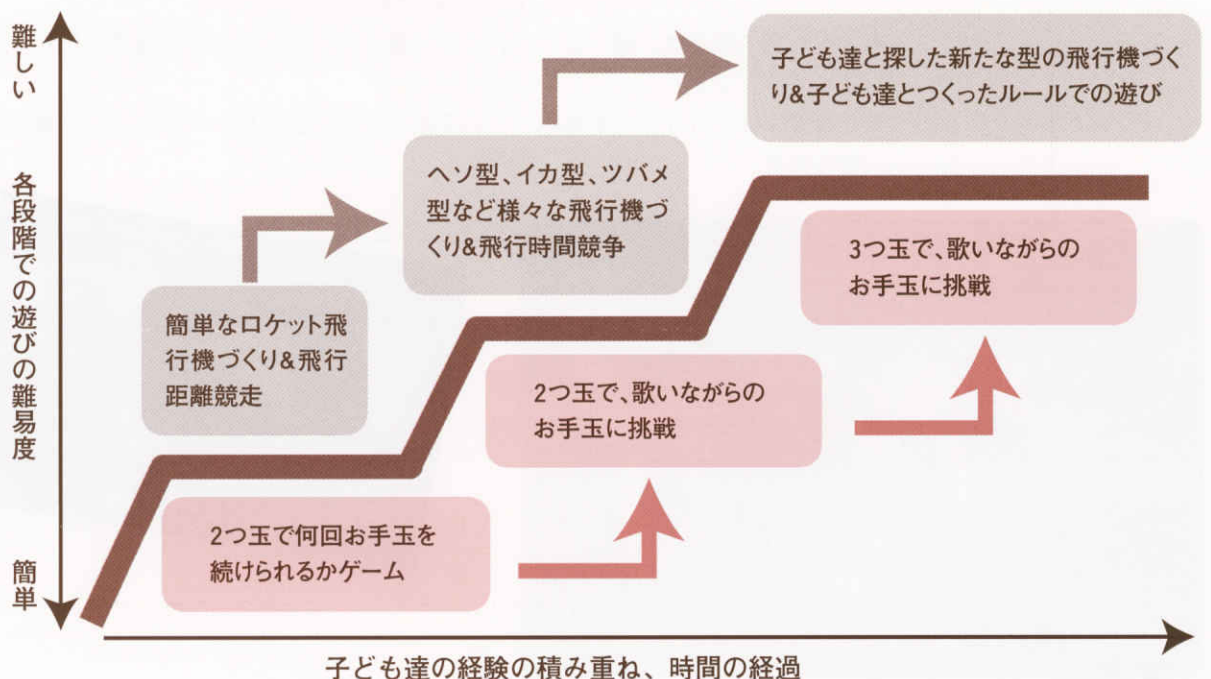 難しい
各段階での遊びの難易度
簡単
子ども達と探した新たな型の飛行機づく
り&子ども達とつくったルールでの遊び
ヘソ型、イカ型、ツバメ
型など様々な飛行機づ
くり&飛行時間競争
簡単なロケット飛
行機づくり&飛行
距離競走
3つ玉で、歌いながらの
お手玉に挑戦
2つ玉で、歌いながらの
お手玉に挑戦
2つ玉で何回お手玉を
続けられるかゲーム
子ども達の経験の積み重ね、時間の経過